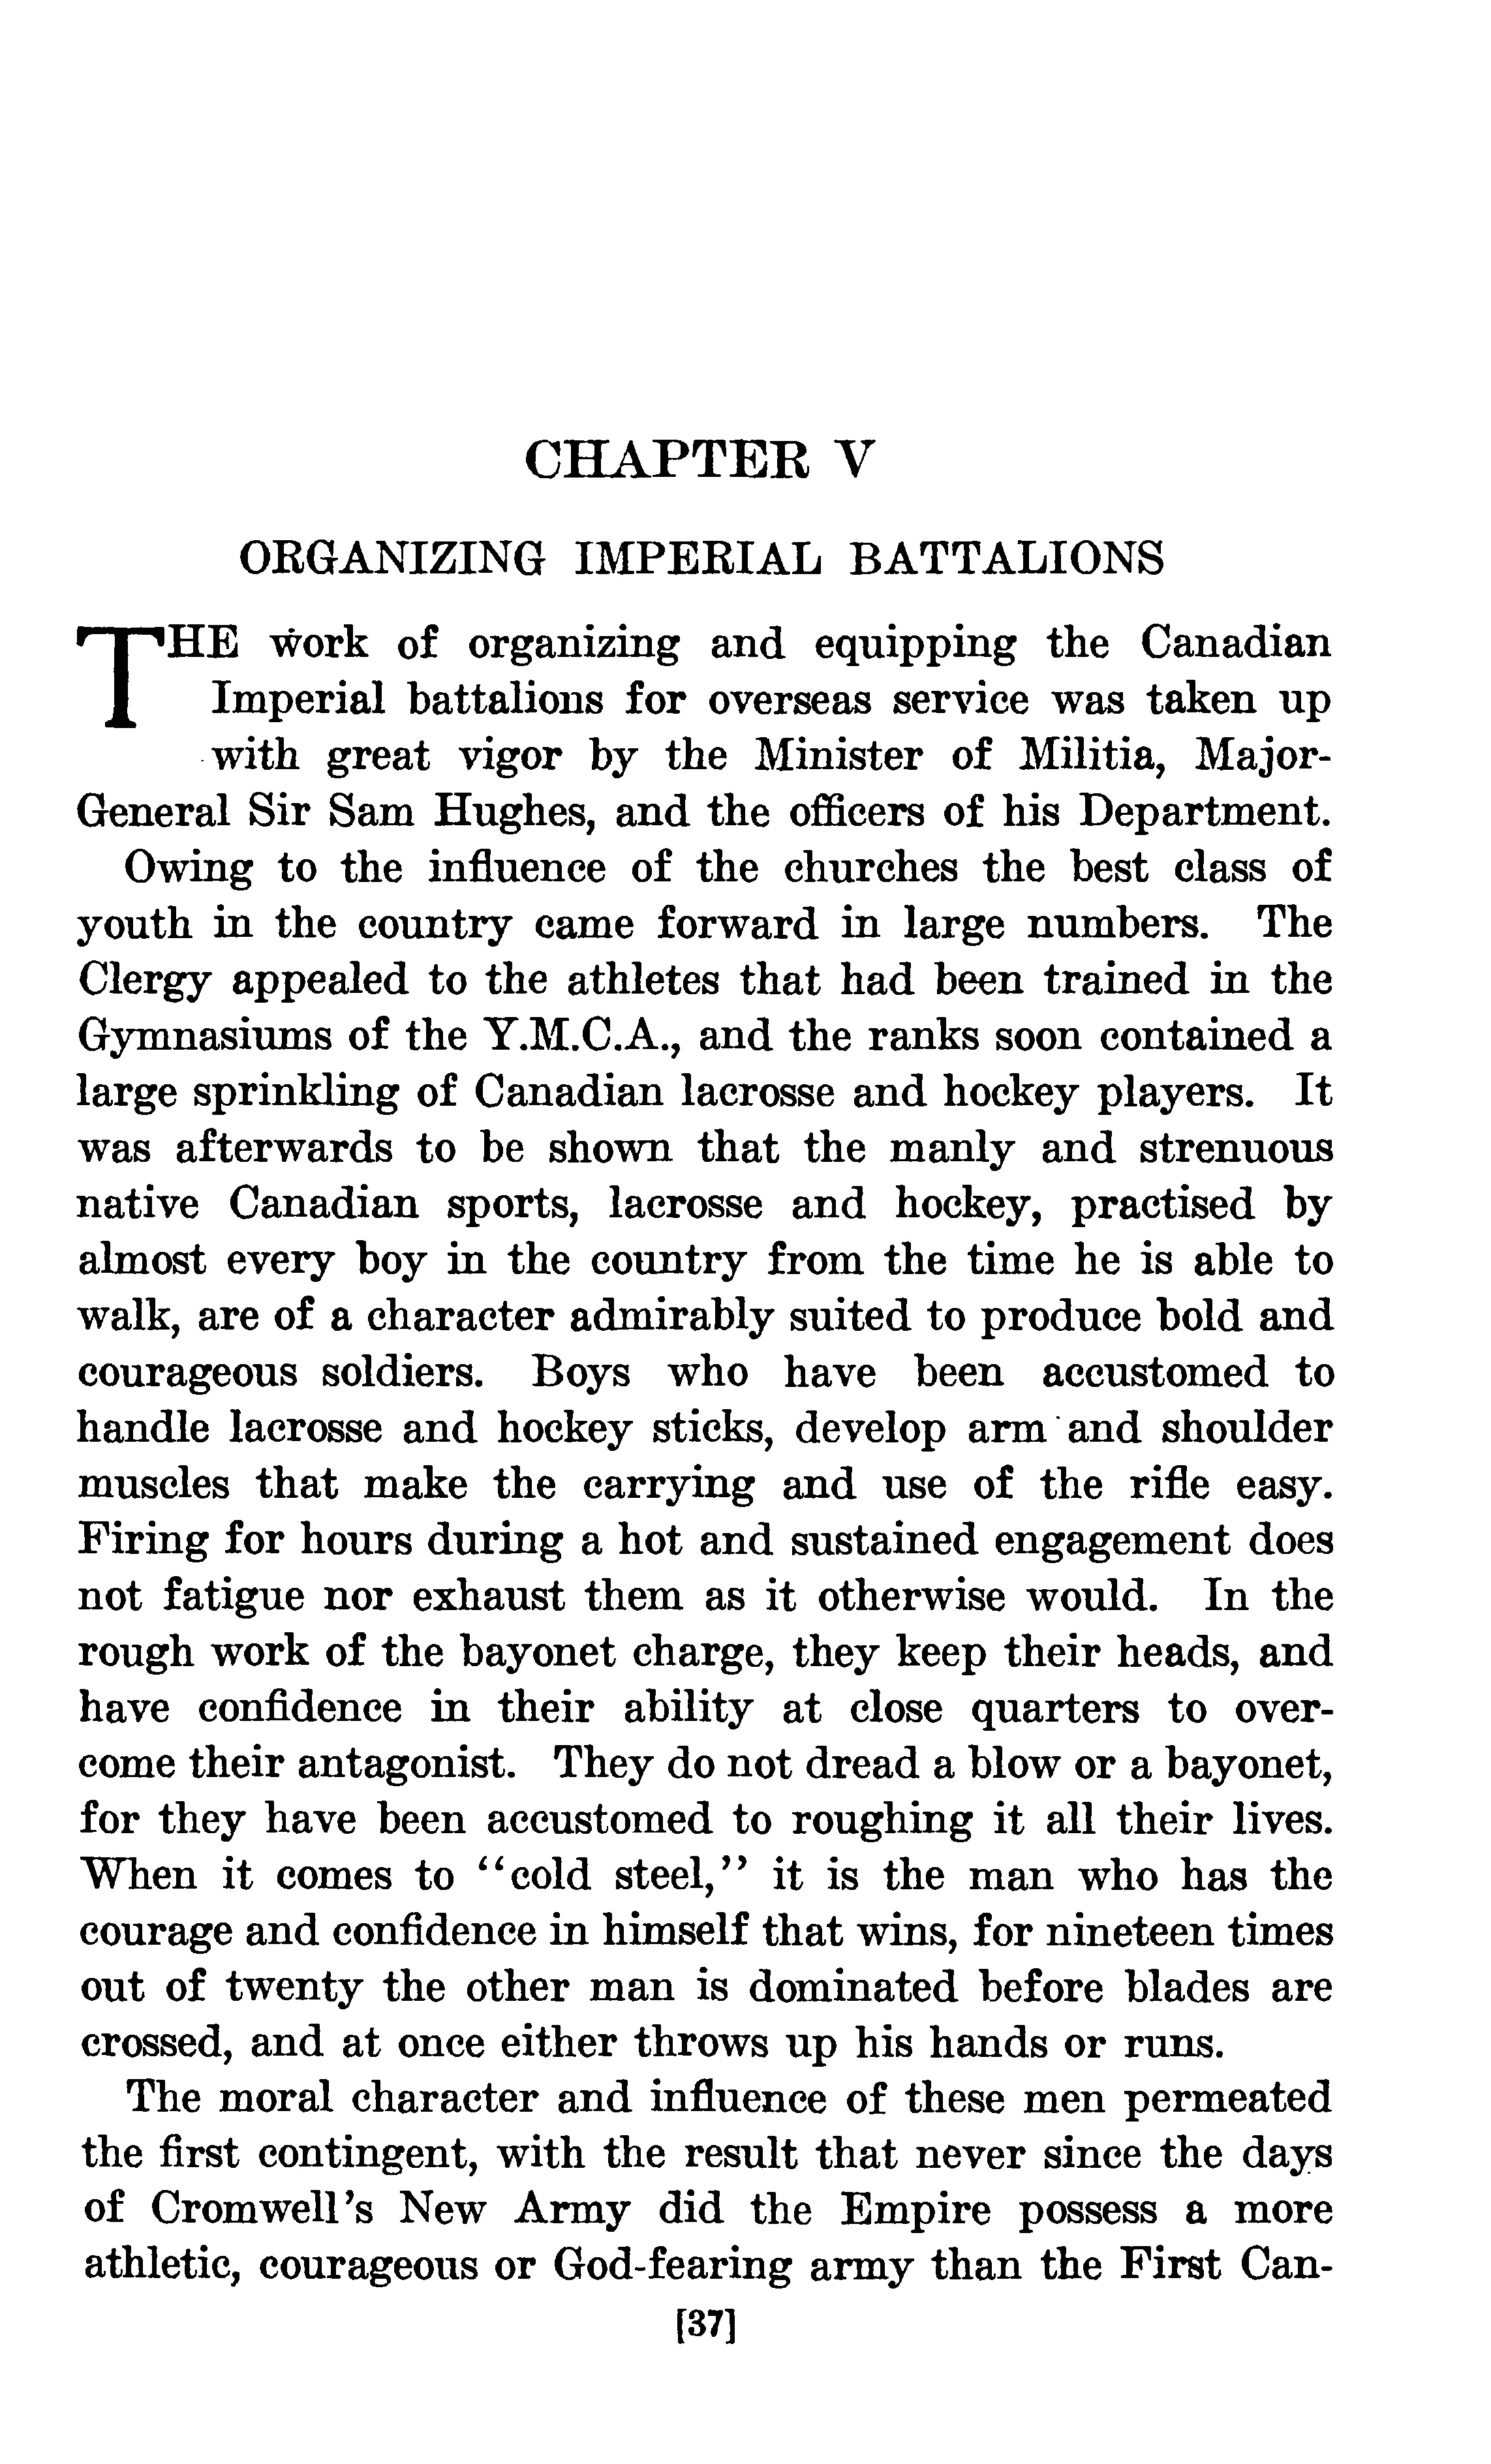 CHAPTER V
ORGANIZING IMPERIAL BATTALIONS
THE work of organizing and equipping the Canadian
Imperial battalions for overseas service was taken up
with great vigor by the Minister of Militia, Major-
General Sir Sam Hughes, and the officers of his Department.
Owing to the influence of the churches the best class of
youth in the country came forward in large numbers. The
Clergy appealed to the athletes that had been trained in the
Gymnasiums of the Y.M.C.A., and the ranks soon contained a
large sprinkling of Canadian lacrosse and hockey players. It
was afterwards to be shown that the manly and strenuous
native Canadian sports, lacrosse and hockey, practised by
almost every boy in the country from the time he is able to
walk, are of a character admirably suited to produce bold and
courageous soldiers. Boys who have been accustomed to
handle lacrosse and hockey sticks, develop arm and shoulder
muscles that make the carrying and use of the rifle easy.
Firing for hours during a hot and sustained engagement does
not fatigue nor exhaust them as it otherwise would. In the
rough work of the bayonet charge, they keep their heads, and
have confidence in their ability at close quarters to over-
come their antagonist. They do not dread a blow or a bayonet,
for they have been accustomed to roughing it all their lives.
When it comes to "cold steel," it is the man who has the
courage and confidence in himself that wins, for nineteen times
out of twenty the other man is dominated before blades are
crossed, and at once either throws up his hands or runs.
The moral character and influence of these men permeated
the first contingent, with the result that never since the days
of Cromwell's New Army did the Empire possess a more
athletic, courageous or God-fearing army than the First Can-
[37]